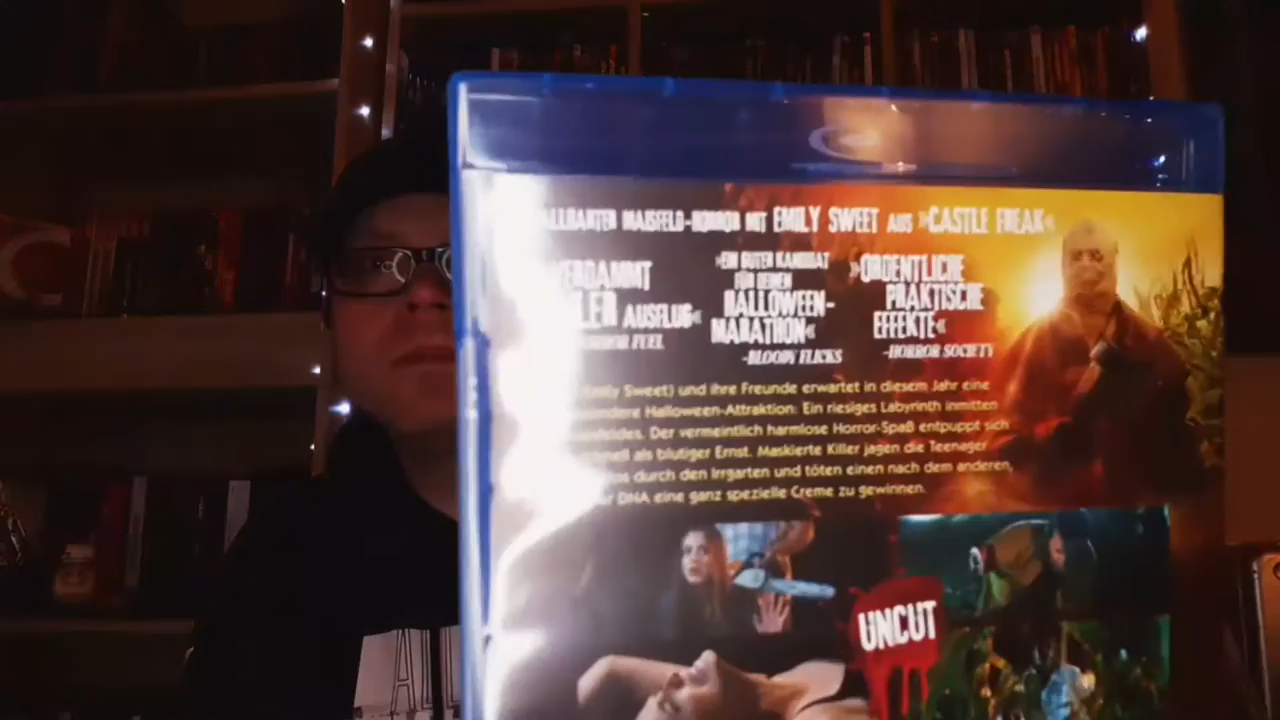 MAISFELD-HORROR MIT EMILY SWEET AUS »CASTLE FREAK«
VERDAMMT
AUSFLUG«
HORROR FUEL
»EIN GUTER KANDIDAT
FÜR DEINEN
HALLOWEEN-
MARATHON«
-BLOODY FLICKS
»ORDENTLICHE
PRAKTISCHE
EFFEKTE«
-HORROR SOCIETY
Sweet) und ihre Freunde erwartet in diesem Jahr eine
Halloween-Attraktion: Ein riesiges Labyrinth inmitten
Der vermeintlich harmlose Horror-Spaß entpuppt sich
als blutiger Ernst. Maskierte Killer jagen die Teenager
durch den Irrgarten und töten einen nach dem anderen,
DNA eine ganz spezielle Creme zu gewinnen.
UNCUT